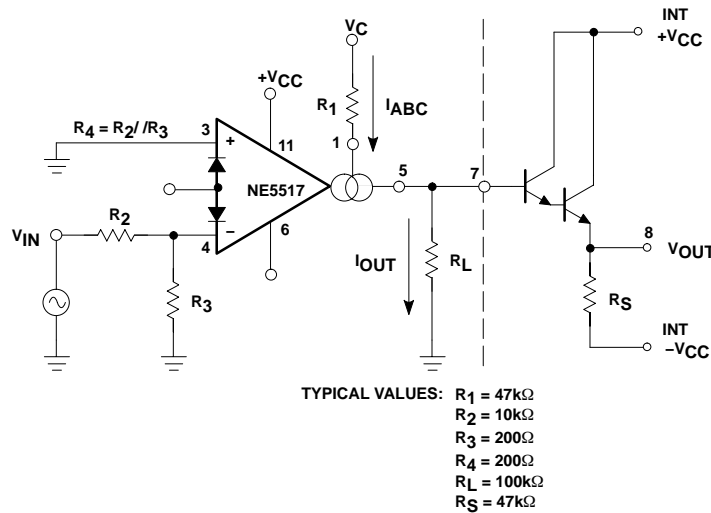 INT
+VCC
VC
+VCC
R1
IABC
R4 = R2/ /R3
3
+
11
1
NE5517
5
7
VIN
R2
4
−
6
IOUT
RL
8
VOUT
R3
RS
INT
−VCC
TYPICAL VALUES: R1 = 47kΩ
R2 = 10kΩ
R3 = 200Ω
R4 = 200Ω
RL = 100kΩ
RS = 47kΩ